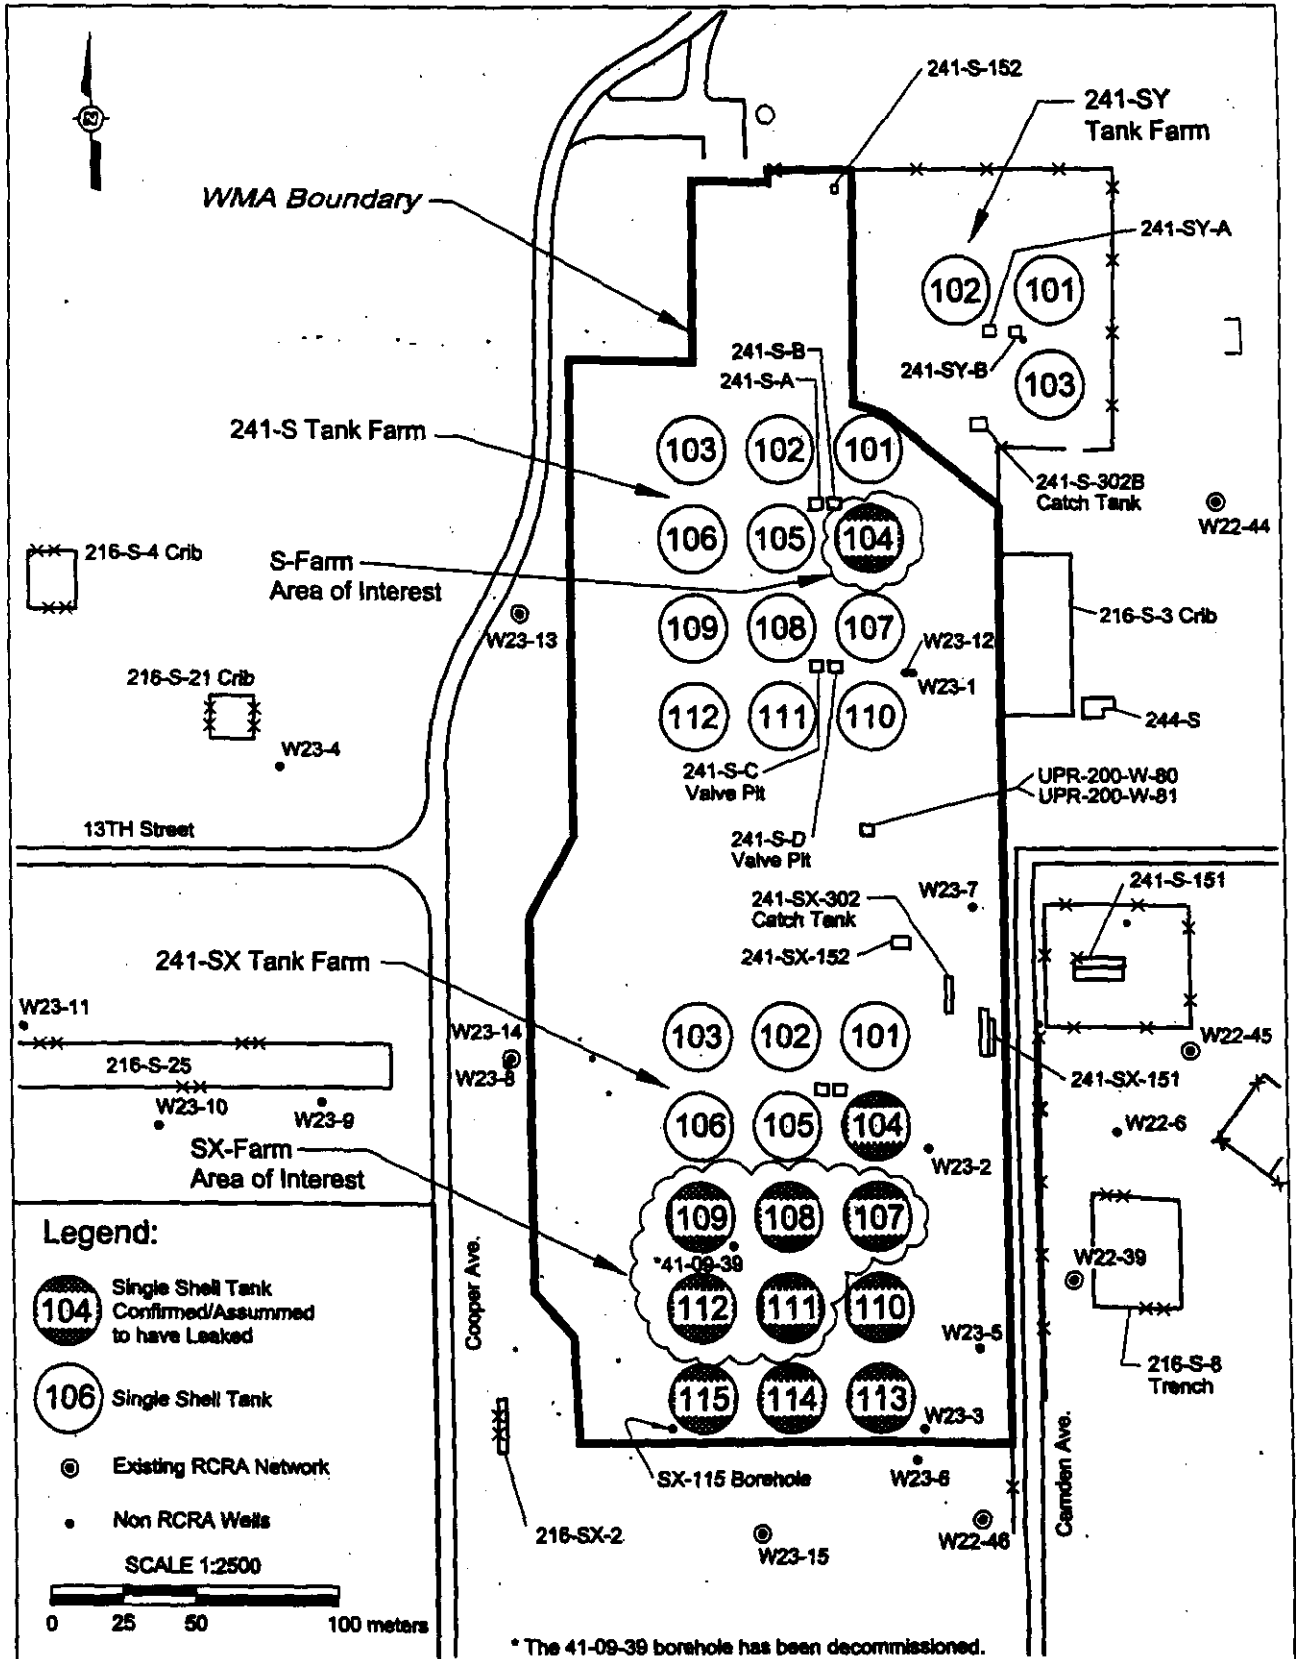 241-S-152
241-SY
Tank Farm
WMA Boundary
241-SY-A
102
101
241-S-B
241-SY-B
241-S-A
103
241-S Tank Farm
103
102
101
241-S-302B
Catch Tank
W22-44
106
105
104
216-S-4 Crib
S-Farm
Area of Interest
216-S-3 Crib
W23-13
109
108
107
W23-12
W23-1
216-S-21 Crib
112
111
110
244-S
W23-4
241-S-C
Valve Pit
UPR-200-W-80
UPR-200-W-81
13TH Street
241-S-D
Valve Pit
241-S-151
241-SX-302
Catch Tank
W23-7
241-SX Tank Farm
241-SX-152
W23-11
W23-14
103
102
101
W22-45
216-S-25
W23-8
241-SX-151
W23-10
W23-9
106
105
104
W22-6
SX-Farm
Area of Interest
W23-2
109
108
107
Legend:
*41-09-39
W22-39
104
Single Shell Tank
Confirmed/Assummed
to have Leaked
Cooper Ave.
112
111
110
W23-5
216-S-8
Trench
106
Single Shell Tank
115
114
113
W23-3
Existing RCRA Network
SX-115 Borehole
W23-6
Camden Ave.
Non RCRA Wells
216-SX-2
W23-15
W22-46
SCALE 1:2500
0 25 50 100 meters
* The 41-09-39 borehole has been decommissioned.